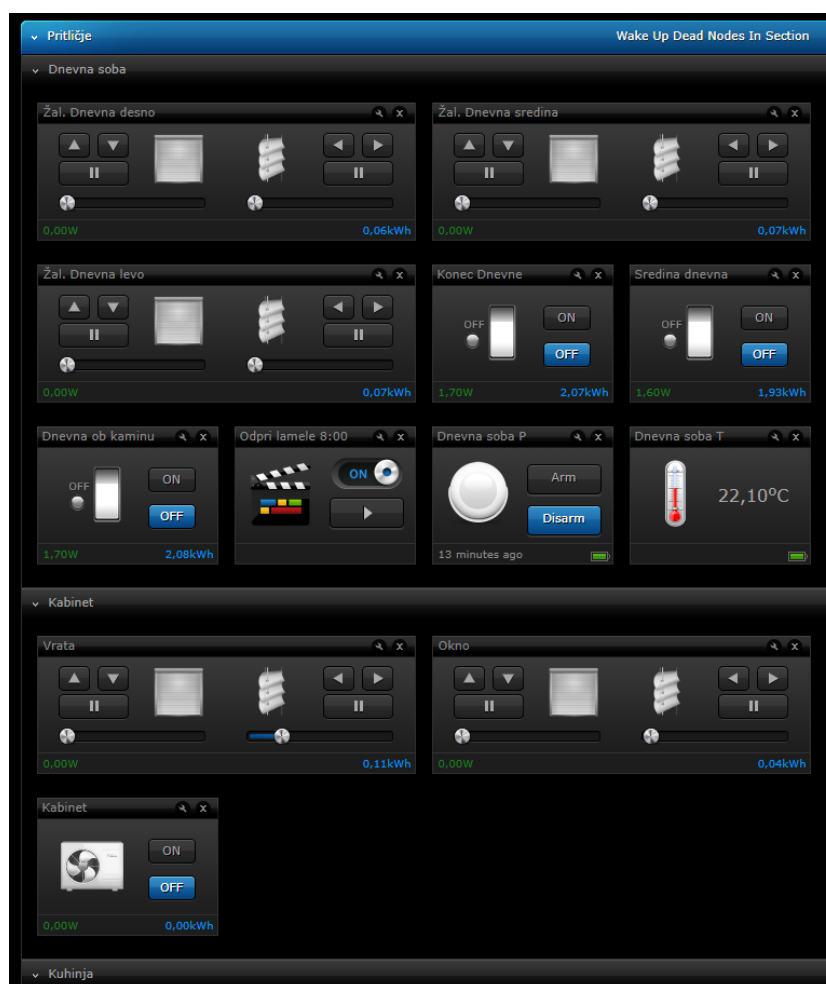 Pritličje Wake Up Dead Nodes In Section
Dnevna soba
Žal. Dnevna desno
0,00W 0,06kWh
Žal. Dnevna sredina
0,00W 0,07kWh
Žal. Dnevna levo
0,00W 0,07kWh
Konec Dnevne
OFF
ON
OFF
1,70W 2,07kWh
Sredina dnevna
OFF
ON
OFF
1,60W 1,93kWh
Dnevna ob kaminu
OFF
ON
OFF
1,70W 2,08kWh
Odpri lamele 8:00
ON
Dnevna soba P
Arm
Disarm
13 minutes ago
Dnevna soba T
22,10ºC
Kabinet
Vrata
0,00W 0,11kWh
Okno
0,00W 0,04kWh
Kabinet
ON
OFF
0,00W 0,00kWh
Kuhinja